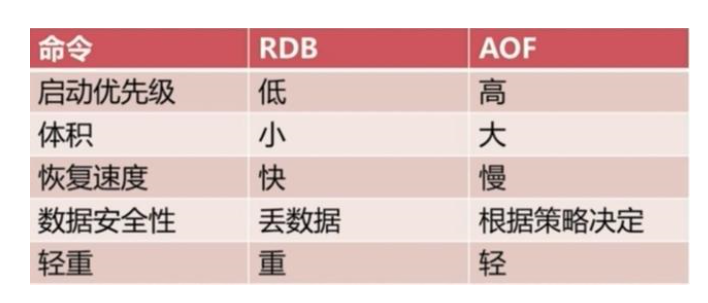 命令 RDB AOF
启动优先级 低 高
体积 小 大
恢复速度 快 慢
数据安全性 丢数据 根据策略决定
轻重 重 轻